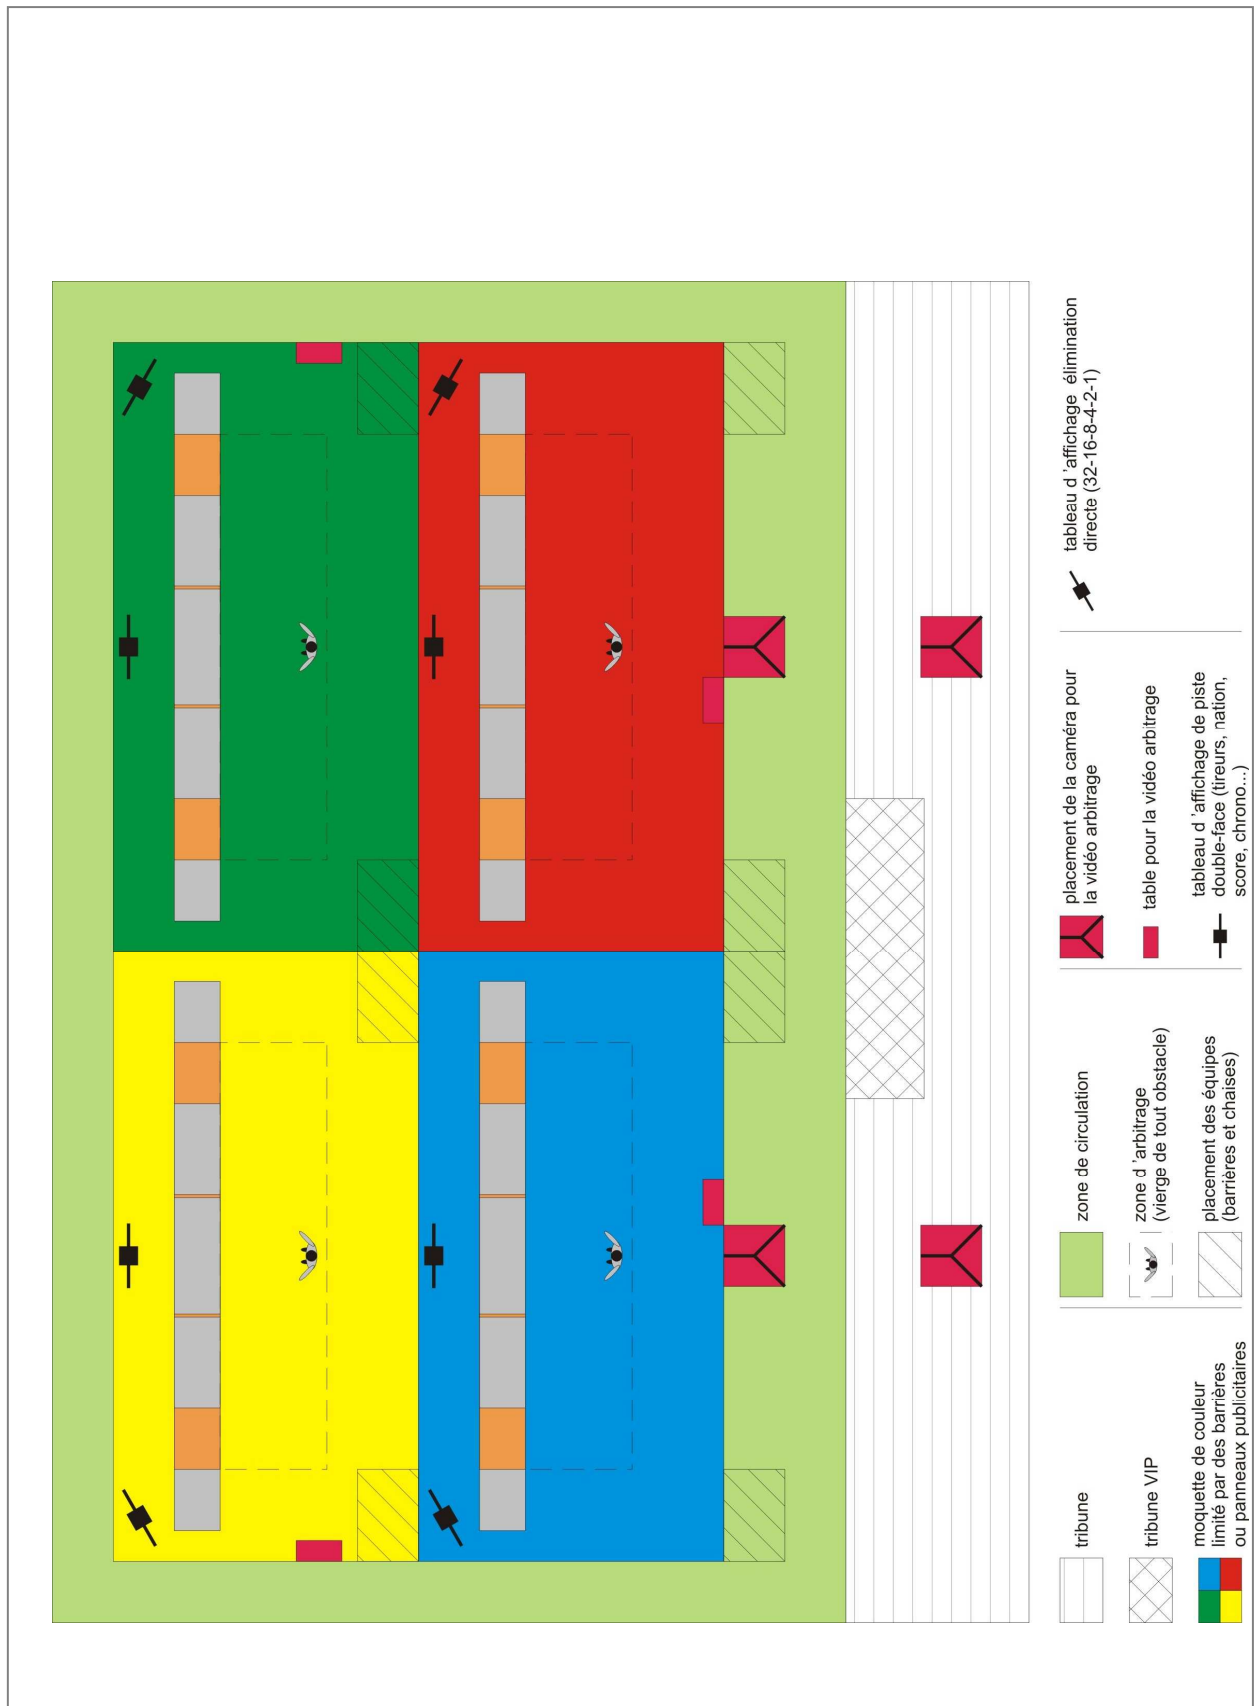 tribune
tribune VIP
moquette de couleur
limité par des barrières
ou panneaux publicitaires
zone de circulation
zone d 'arbitrage
(vierge de tout obstacle)
placement des équipes
(barrières et chaises)
placement de la caméra pour
la vidéo arbitrage
table pour la vidéo arbitrage
tableau d 'affichage de piste
double-face (tireurs, nation,
score, chrono...)
tableau d 'affichage élimination
directe (32-16-8-4-2-1)